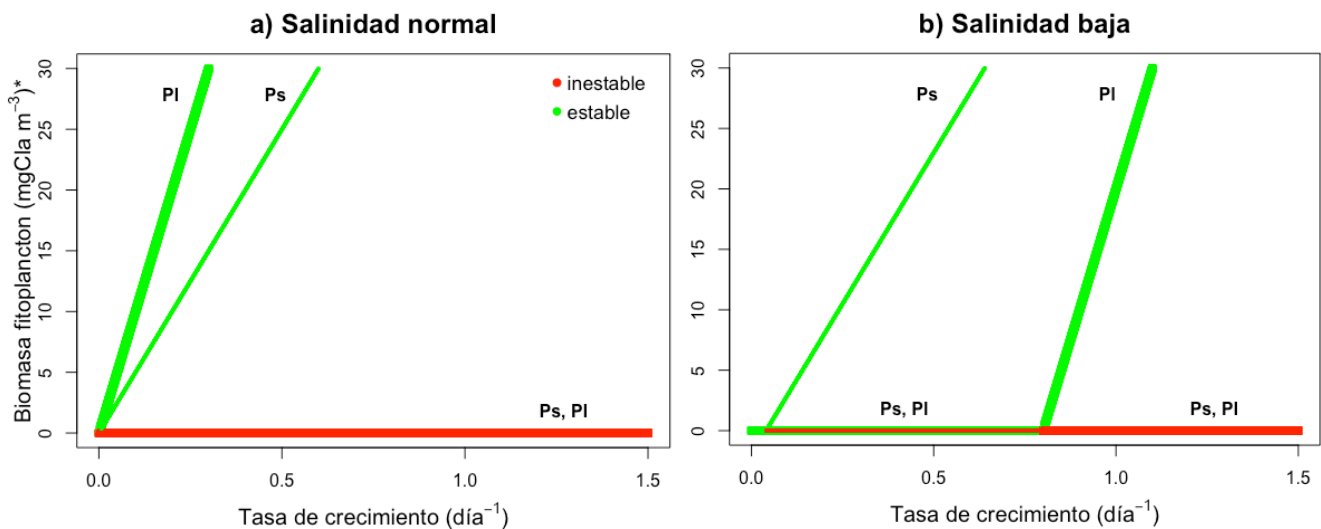 a) Salinidad normal
Biomasa fitoplancton (mgCla m⁻³)*
30
25
20
15
10
5
0
Pl
Ps
inestable
estable
Ps, Pl
0.0 0.5 1.0 1.5
Tasa de crecimiento (día⁻¹)
b) Salinidad baja
30
25
20
15
10
5
0
Ps
Pl
Ps, Pl
Ps, Pl
0.0 0.5 1.0 1.5
Tasa de crecimiento (día⁻¹)